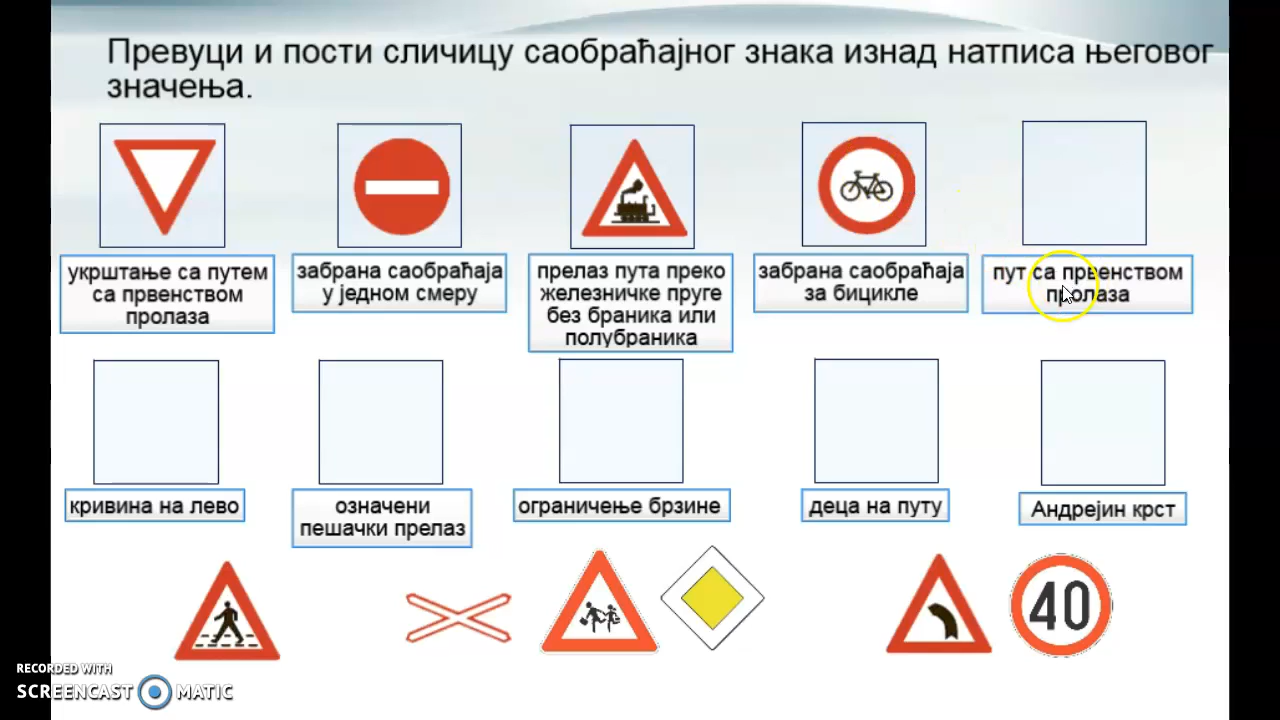 Превуци и пости сличицу саобраћајног знака изнад натписа његовог
значења.
укрштање са путем
са првенством
пролаза
забрана саобраћаја
у једном смеру
прелаз пута преко
железничке пруге
без браника или
полубраника
забрана саобраћаја
за бицикле
пут са првенством
пролаза
кривина на лево
означени
пешачки прелаз
ограничење брзине
деца на путу
Андрејин крст
40
RECORDED WITH
SCREENCAST MATIC